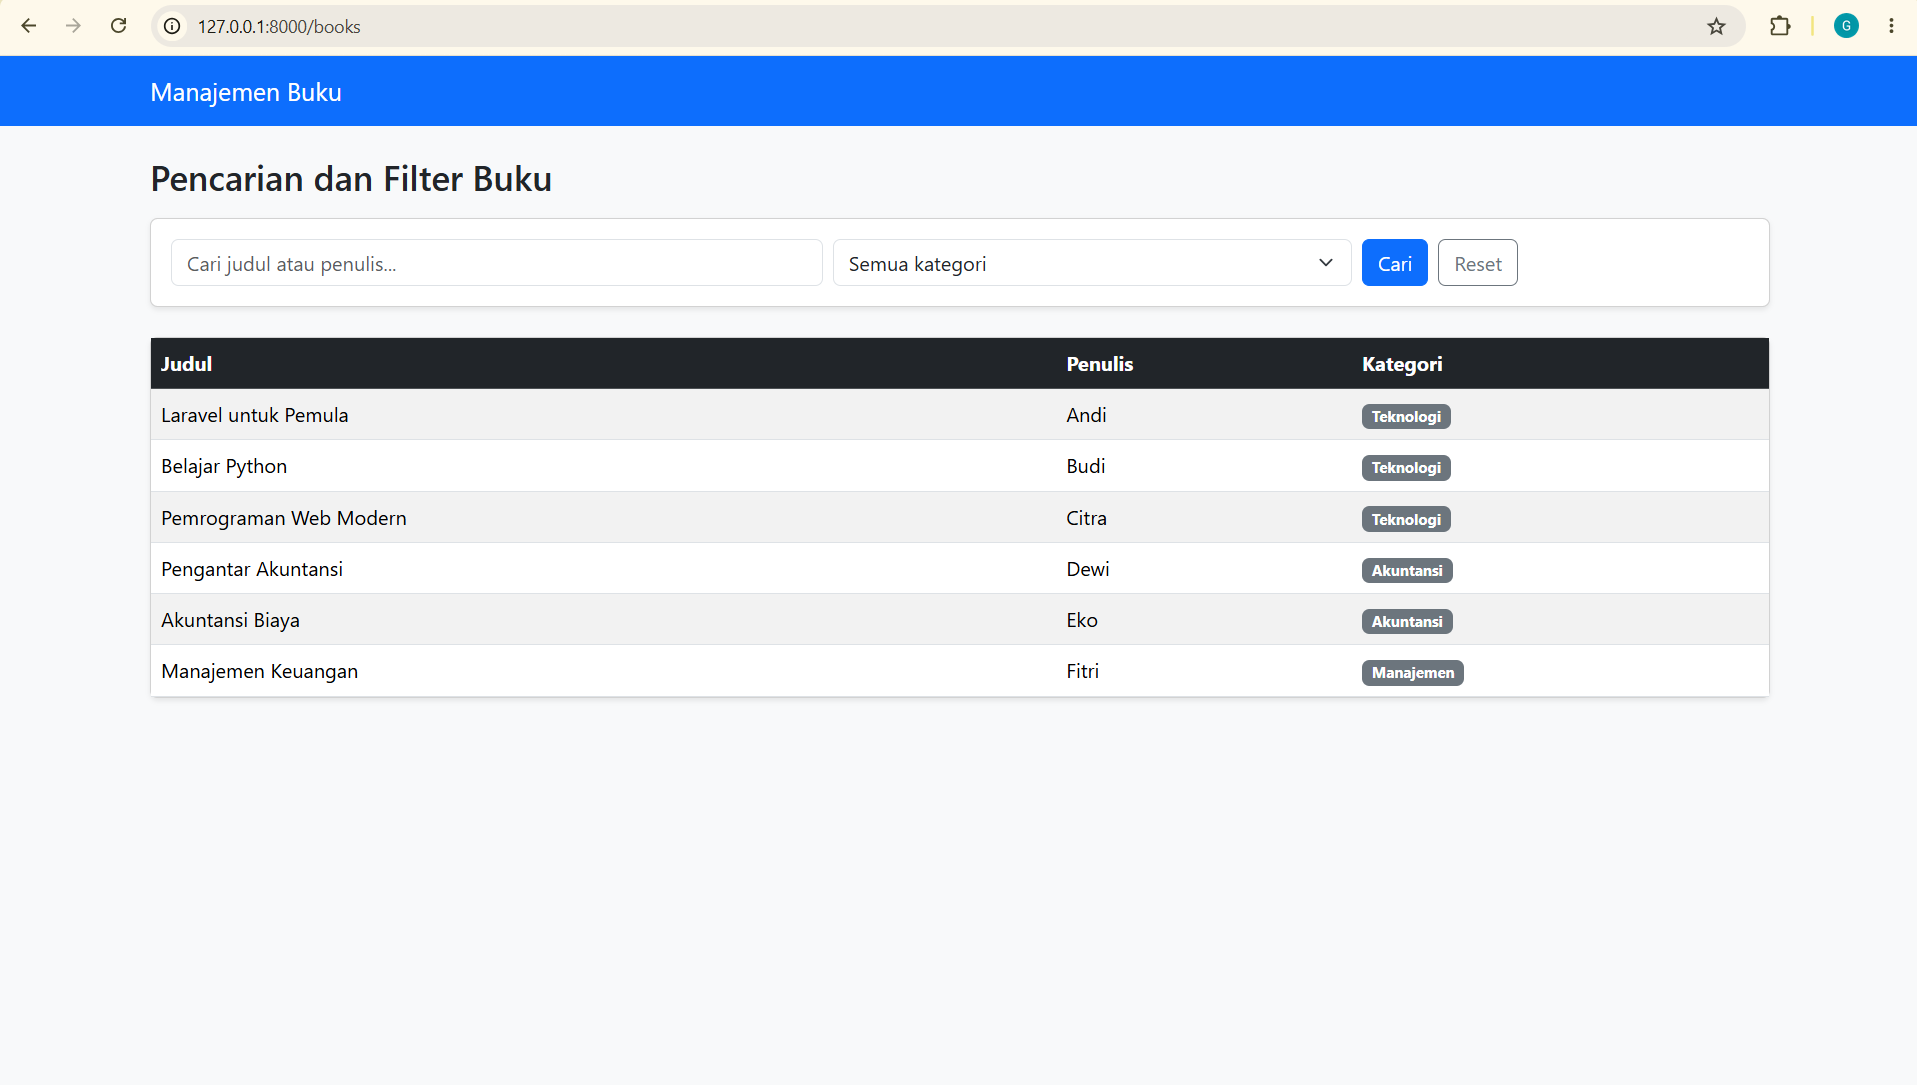 127.0.0.1:8000/books
G
Manajemen Buku
Pencarian dan Filter Buku
Cari judul atau penulis...
Semua kategori
Cari
Reset
Judul Penulis Kategori
Laravel untuk Pemula Andi Teknologi
Belajar Python Budi Teknologi
Pemrograman Web Modern Citra Teknologi
Pengantar Akuntansi Dewi Akuntansi
Akuntansi Biaya Eko Akuntansi
Manajemen Keuangan Fitri Manajemen